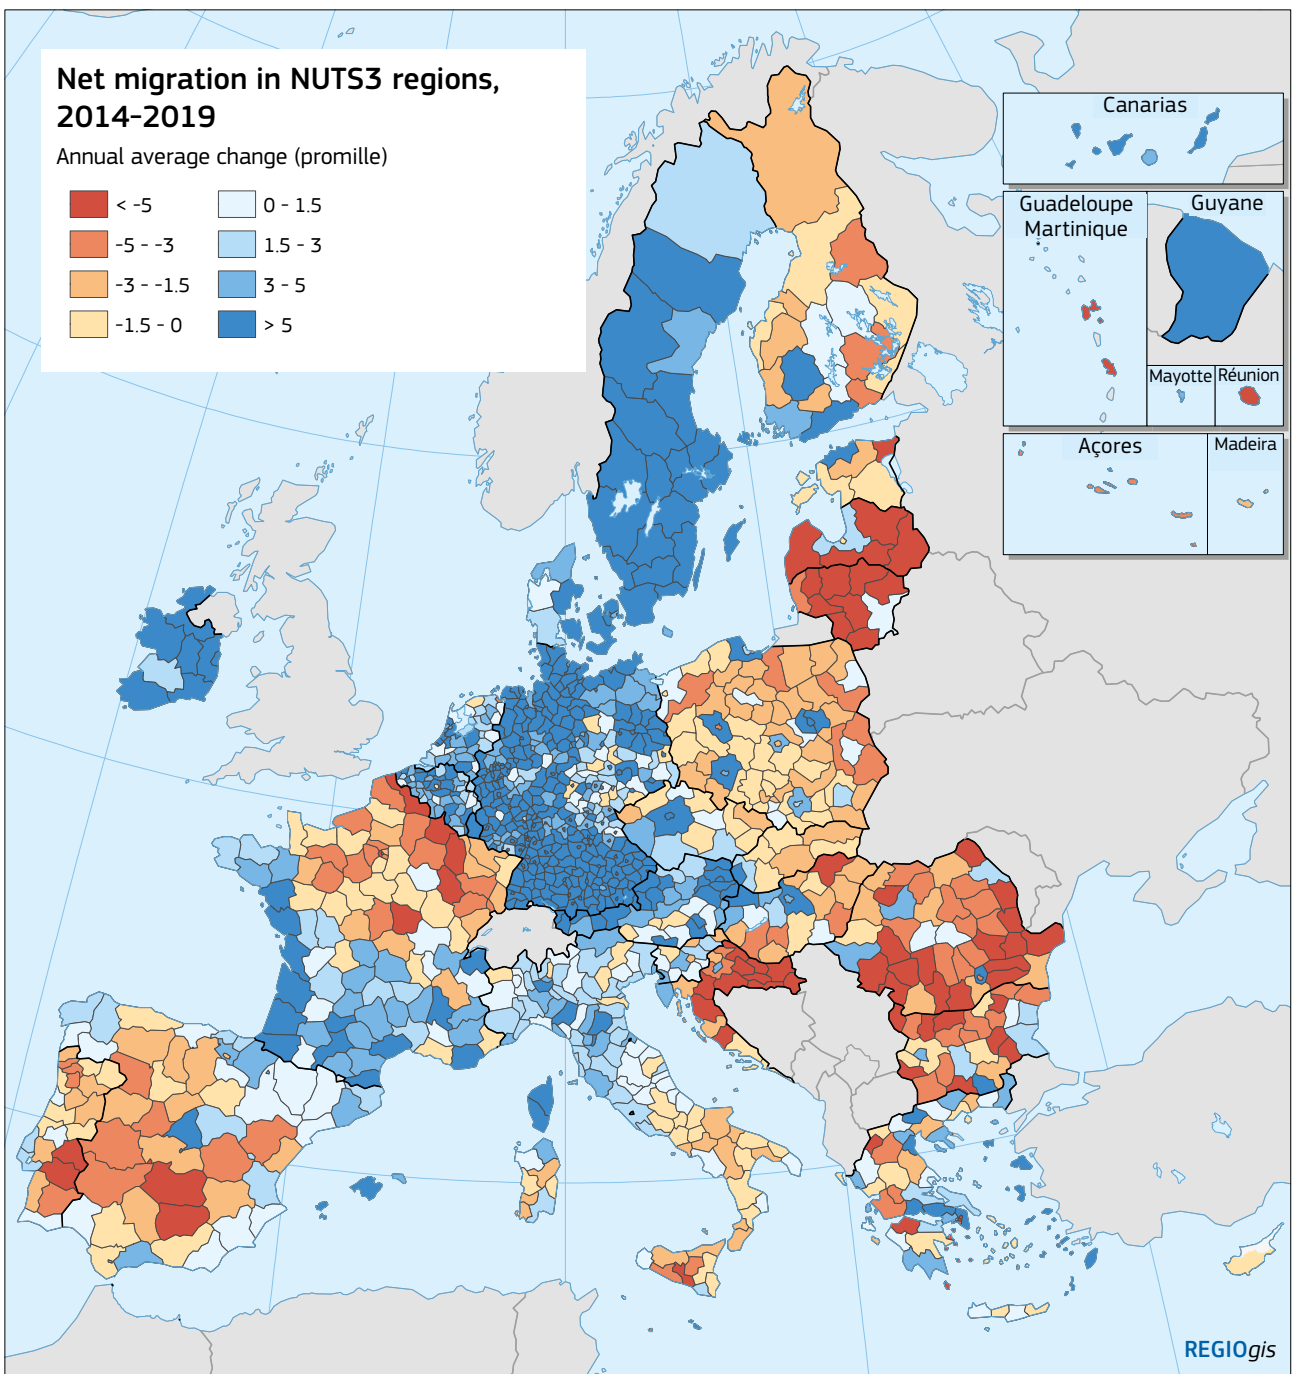 Net migration in NUTS3 regions,
2014-2019
Annual average change (promille)
< -5
-5 - -3
-3 - -1.5
-1.5 - 0
0 - 1.5
1.5 - 3
3 - 5
> 5
Canarias
Guadeloupe
Martinique
Guyane
Mayotte
Réunion
Açores
Madeira
REGIOgis